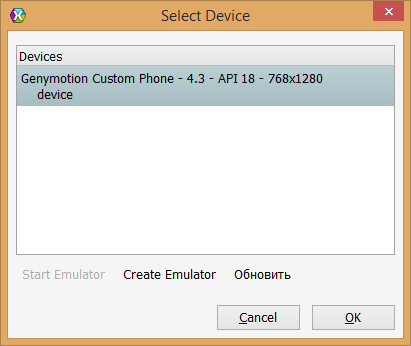 Select Device
Devices
Genymotion Custom Phone - 4.3 - API 18 - 768x1280
device
Start Emulator Create Emulator Обновить
Cancel OK